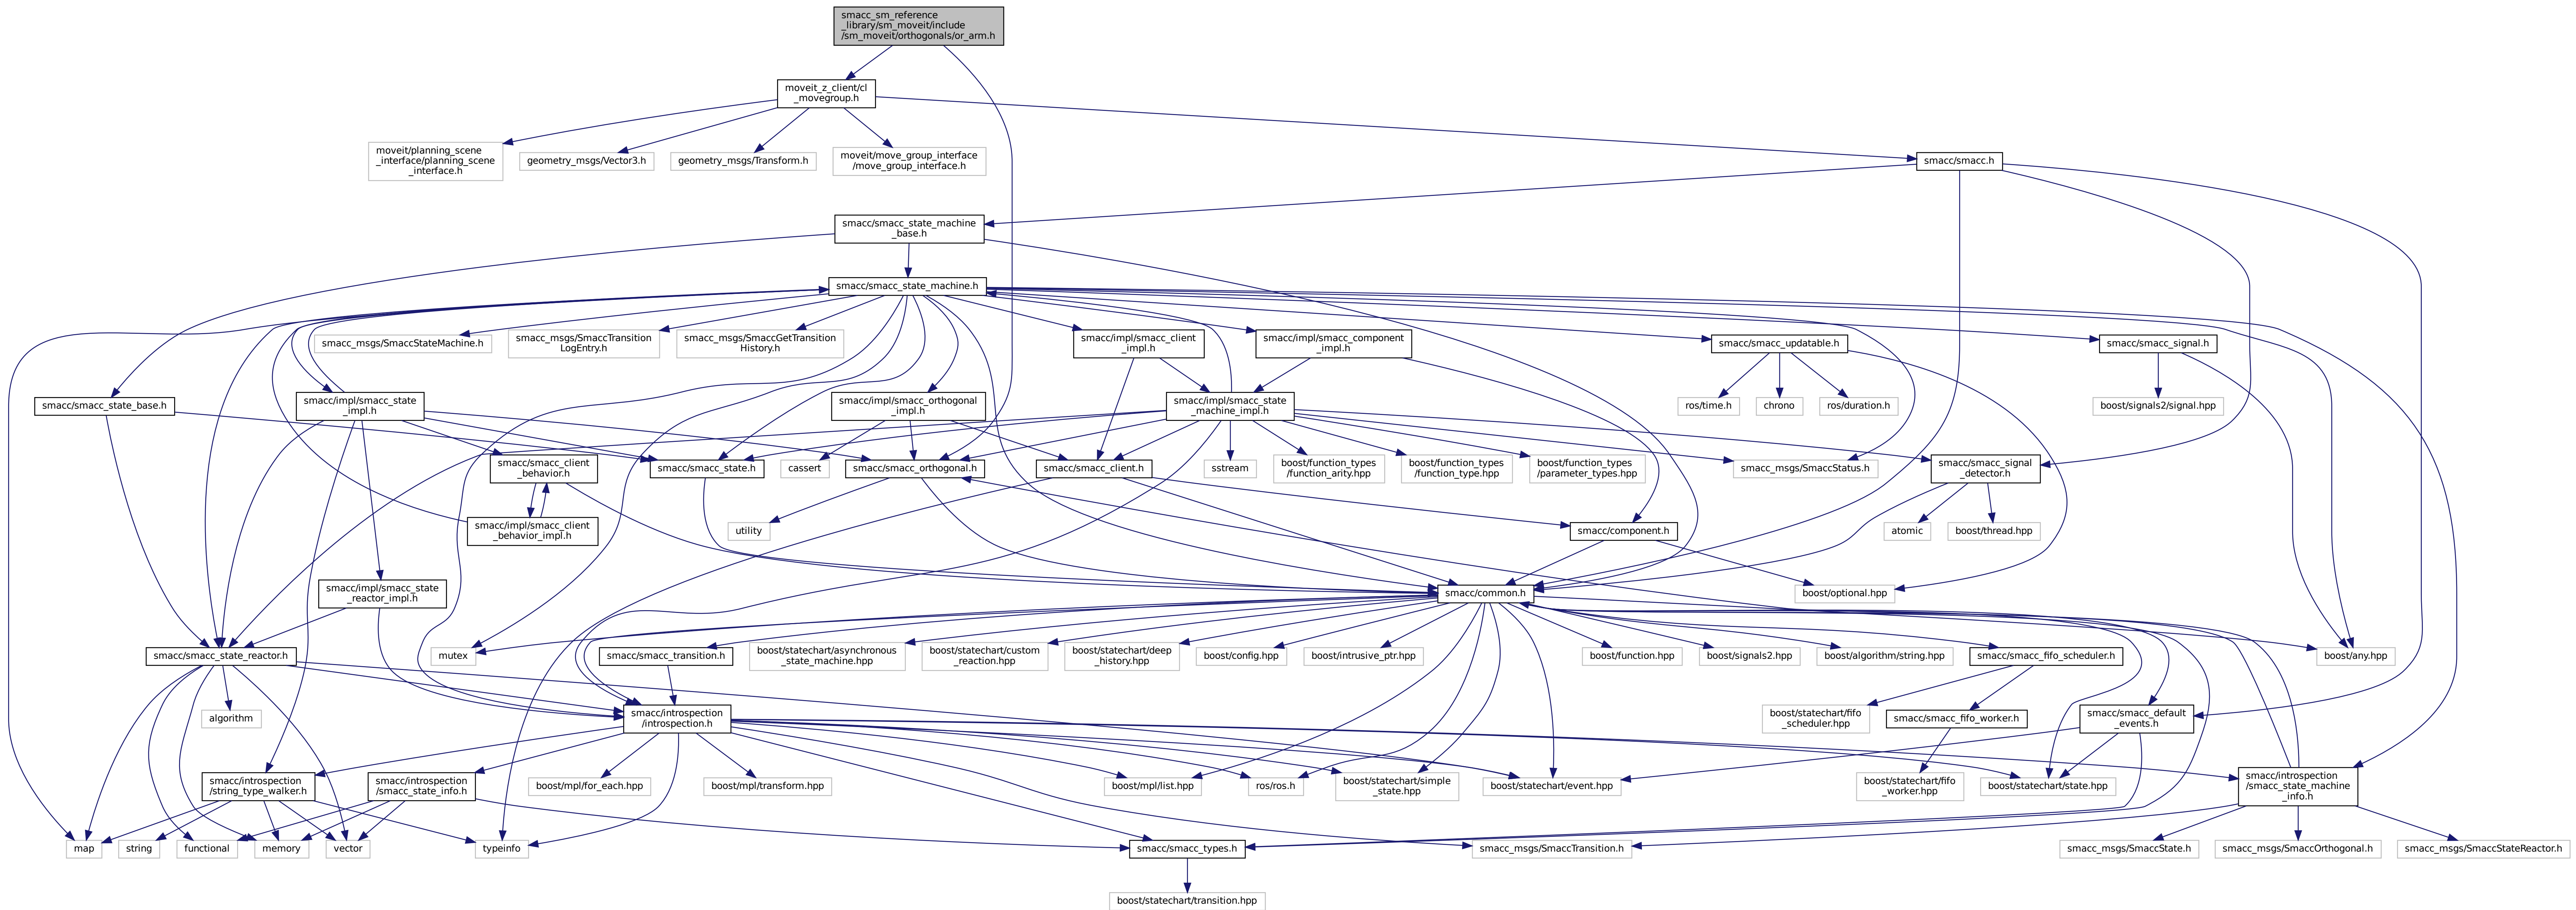 smacc_sm_reference
_library/sm_moveit/include
/sm_moveit/orthogonals/or_arm.h
moveit_z_client/cl
_movegroup.h
moveit/planning_scene
_interface/planning_scene
_interface.h
geometry_msgs/Vector3.h
geometry_msgs/Transform.h
moveit/move_group_interface
/move_group_interface.h
smacc/smacc.h
smacc/smacc_state_machine
_base.h
smacc/smacc_state_machine.h
smacc_msgs/SmaccStateMachine.h
smacc_msgs/SmaccTransition
LogEntry.h
smacc_msgs/SmaccGetTransition
History.h
smacc/impl/smacc_client
_impl.h
smacc/impl/smacc_component
_impl.h
smacc/smacc_updatable.h
smacc/smacc_signal.h
smacc/smacc_state_base.h
smacc/impl/smacc_state
_impl.h
smacc/impl/smacc_orthogonal
_impl.h
smacc/impl/smacc_state
_machine_impl.h
ros/time.h
chrono
ros/duration.h
boost/signals2/signal.hpp
smacc/smacc_client
_behavior.h
smacc/smacc_state.h
cassert
smacc/smacc_orthogonal.h
smacc/smacc_client.h
sstream
boost/function_types
/function_arity.hpp
boost/function_types
/function_type.hpp
boost/function_types
/parameter_types.hpp
smacc_msgs/SmaccStatus.h
smacc/smacc_signal
_detector.h
smacc/impl/smacc_client
_behavior_impl.h
utility
smacc/component.h
atomic
boost/thread.hpp
smacc/impl/smacc_state
_reactor_impl.h
smacc/common.h
boost/optional.hpp
smacc/smacc_state_reactor.h
mutex
smacc/smacc_transition.h
boost/statechart/asynchronous
_state_machine.hpp
boost/statechart/custom
_reaction.hpp
boost/statechart/deep
_history.hpp
boost/config.hpp
boost/intrusive_ptr.hpp
boost/function.hpp
boost/signals2.hpp
boost/algorithm/string.hpp
smacc/smacc_fifo_scheduler.h
boost/any.hpp
algorithm
smacc/introspection
/introspection.h
boost/statechart/fifo
_scheduler.hpp
smacc/smacc_fifo_worker.h
smacc/smacc_default
_events.h
smacc/introspection
/string_type_walker.h
smacc/introspection
/smacc_state_info.h
boost/mpl/for_each.hpp
boost/mpl/transform.hpp
boost/mpl/list.hpp
ros/ros.h
boost/statechart/simple
_state.hpp
boost/statechart/event.hpp
boost/statechart/fifo
_worker.hpp
boost/statechart/state.hpp
smacc/introspection
/smacc_state_machine
_info.h
map
string
functional
memory
vector
typeinfo
smacc/smacc_types.h
smacc_msgs/SmaccTransition.h
smacc_msgs/SmaccState.h
smacc_msgs/SmaccOrthogonal.h
smacc_msgs/SmaccStateReactor.h
boost/statechart/transition.hpp